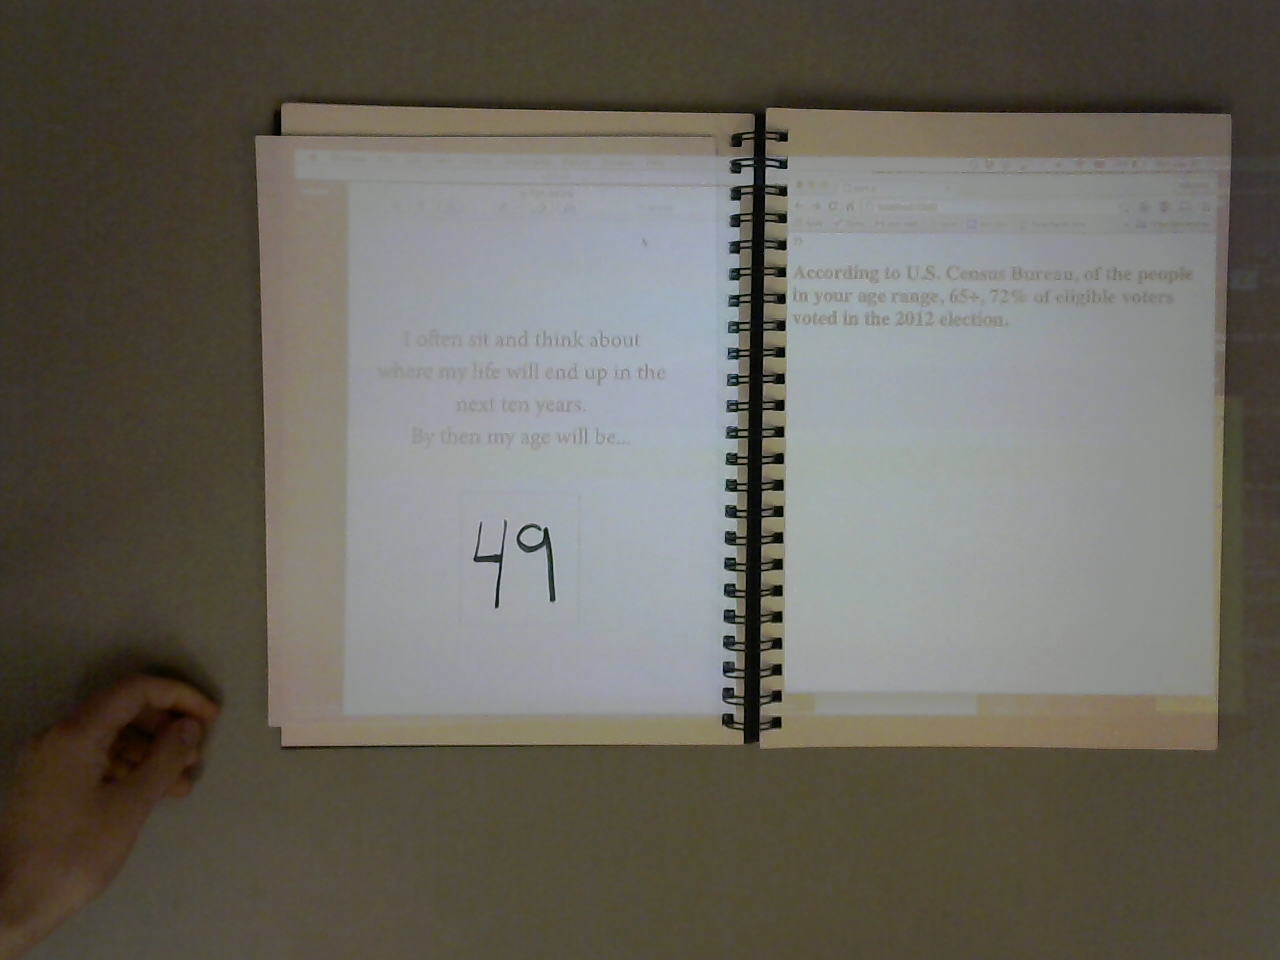 I often sit and think about
where my life will end up in the
next ten years.
By then my age will be...
49
According to U.S. Census Bureau, of the people
in your age range, 65+, 72% of eligible voters
voted in the 2012 election.